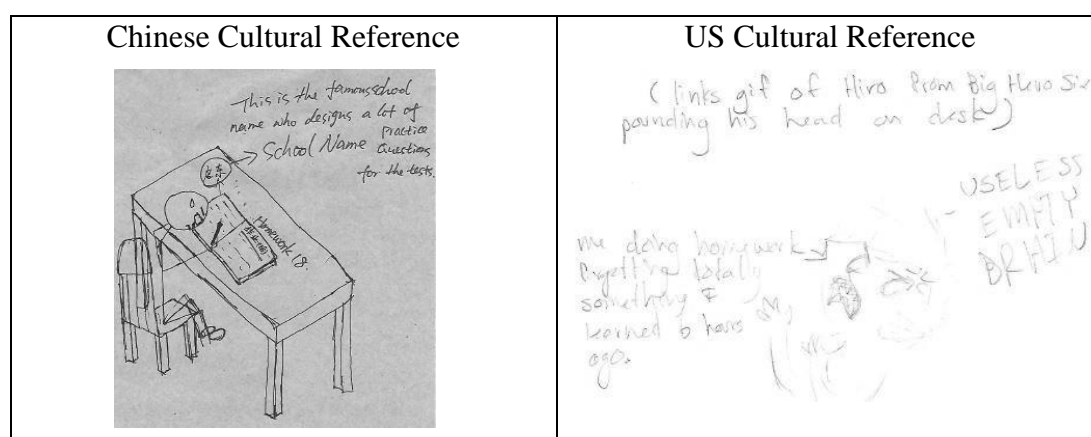 Chinese Cultural Reference
This is the famous school
name who designs a lot of
Practice
School Name Questions
for the tests.
Homework 18.
US Cultural Reference
( links gif of Hiro from Big Hero Six
pounding his head on desk)
USELESS
EMPTY
me doing homework
totally
something I
learned 6 hours
ago.